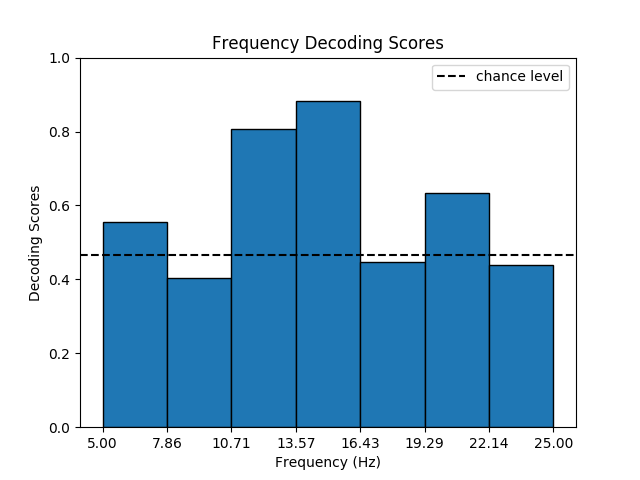 Frequency Decoding Scores
chance level
Decoding Scores
1.0
0.8
0.6
0.4
0.2
0.0
5.00 7.86 10.71 13.57 16.43 19.29 22.14 25.00
Frequency (Hz)